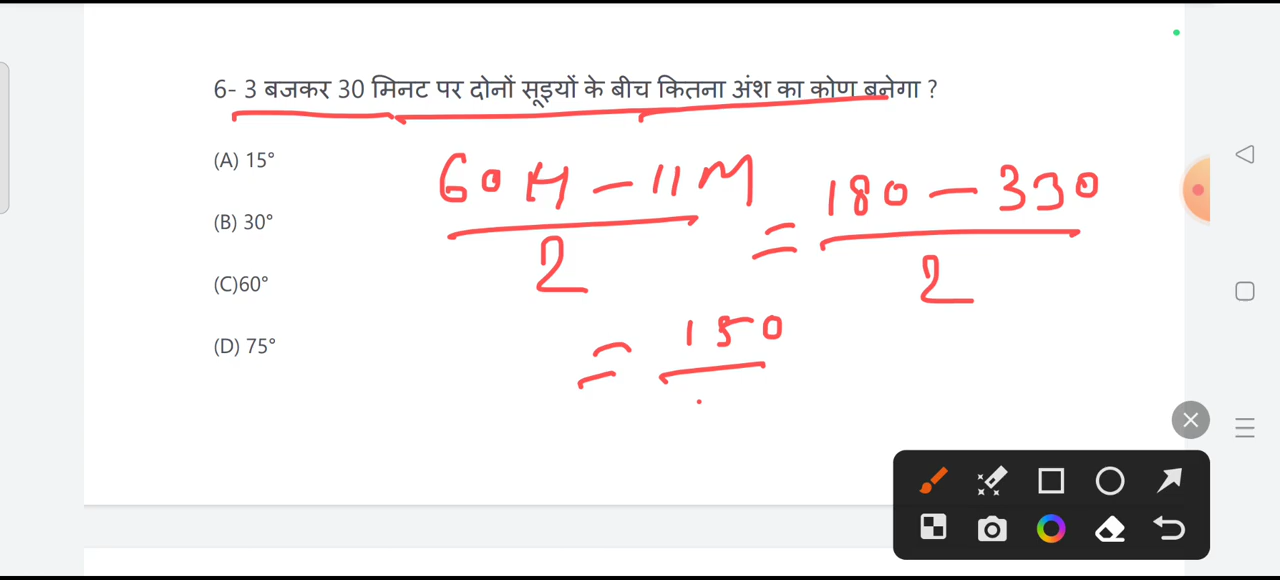 6- 3 बजकर 30 मिनट पर दोनों सूइयों के बीच कितना अंश का कोण बनेगा ?
(A) 15°
(B) 30°
(C)60°
(D) 75°
60H - 11M / 2 = 180 - 330 / 2
= 150